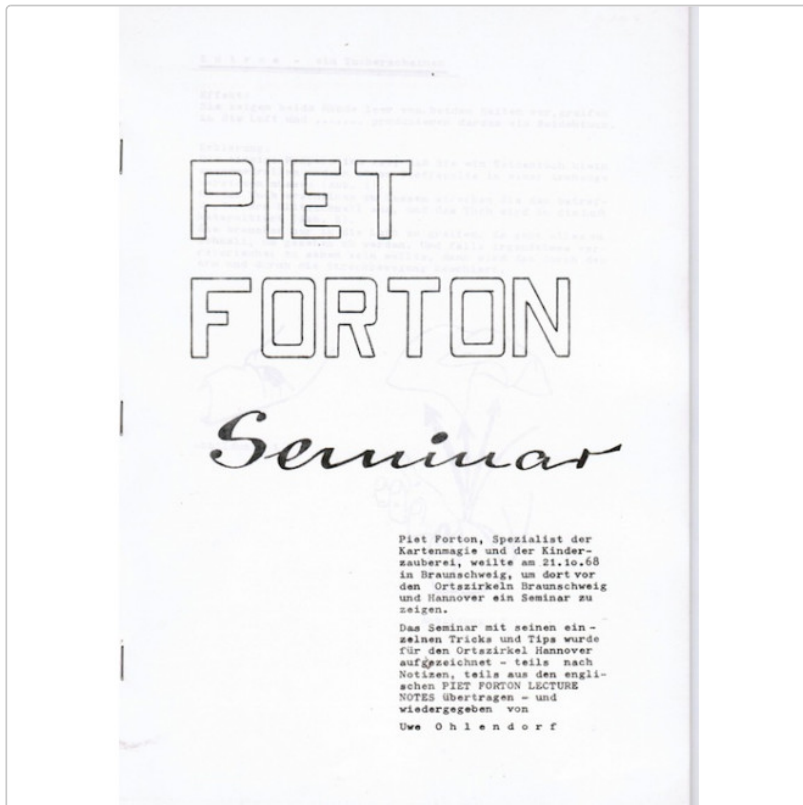 PIET
FORTON
Seminar
Piet Forton, Spezialist der
Kartenmagie und der Kinder-
zauberei, weilte am 21.1o.68
in Braunschweig, um dort vor
den Ortszirkeln Braunschweig
und Hannover ein Seminar zu
zeigen.
Das Seminar mit seinen ein-
zelnen Tricks und Tips wurde
für den Ortszirkel Hannover
aufgezeichnet - teils nach
Notizen, teils aus den engli-
schen PIET FORTON LECTURE
NOTES übertragen - und
wiedergegeben von
Uwe O h l e n d o r f